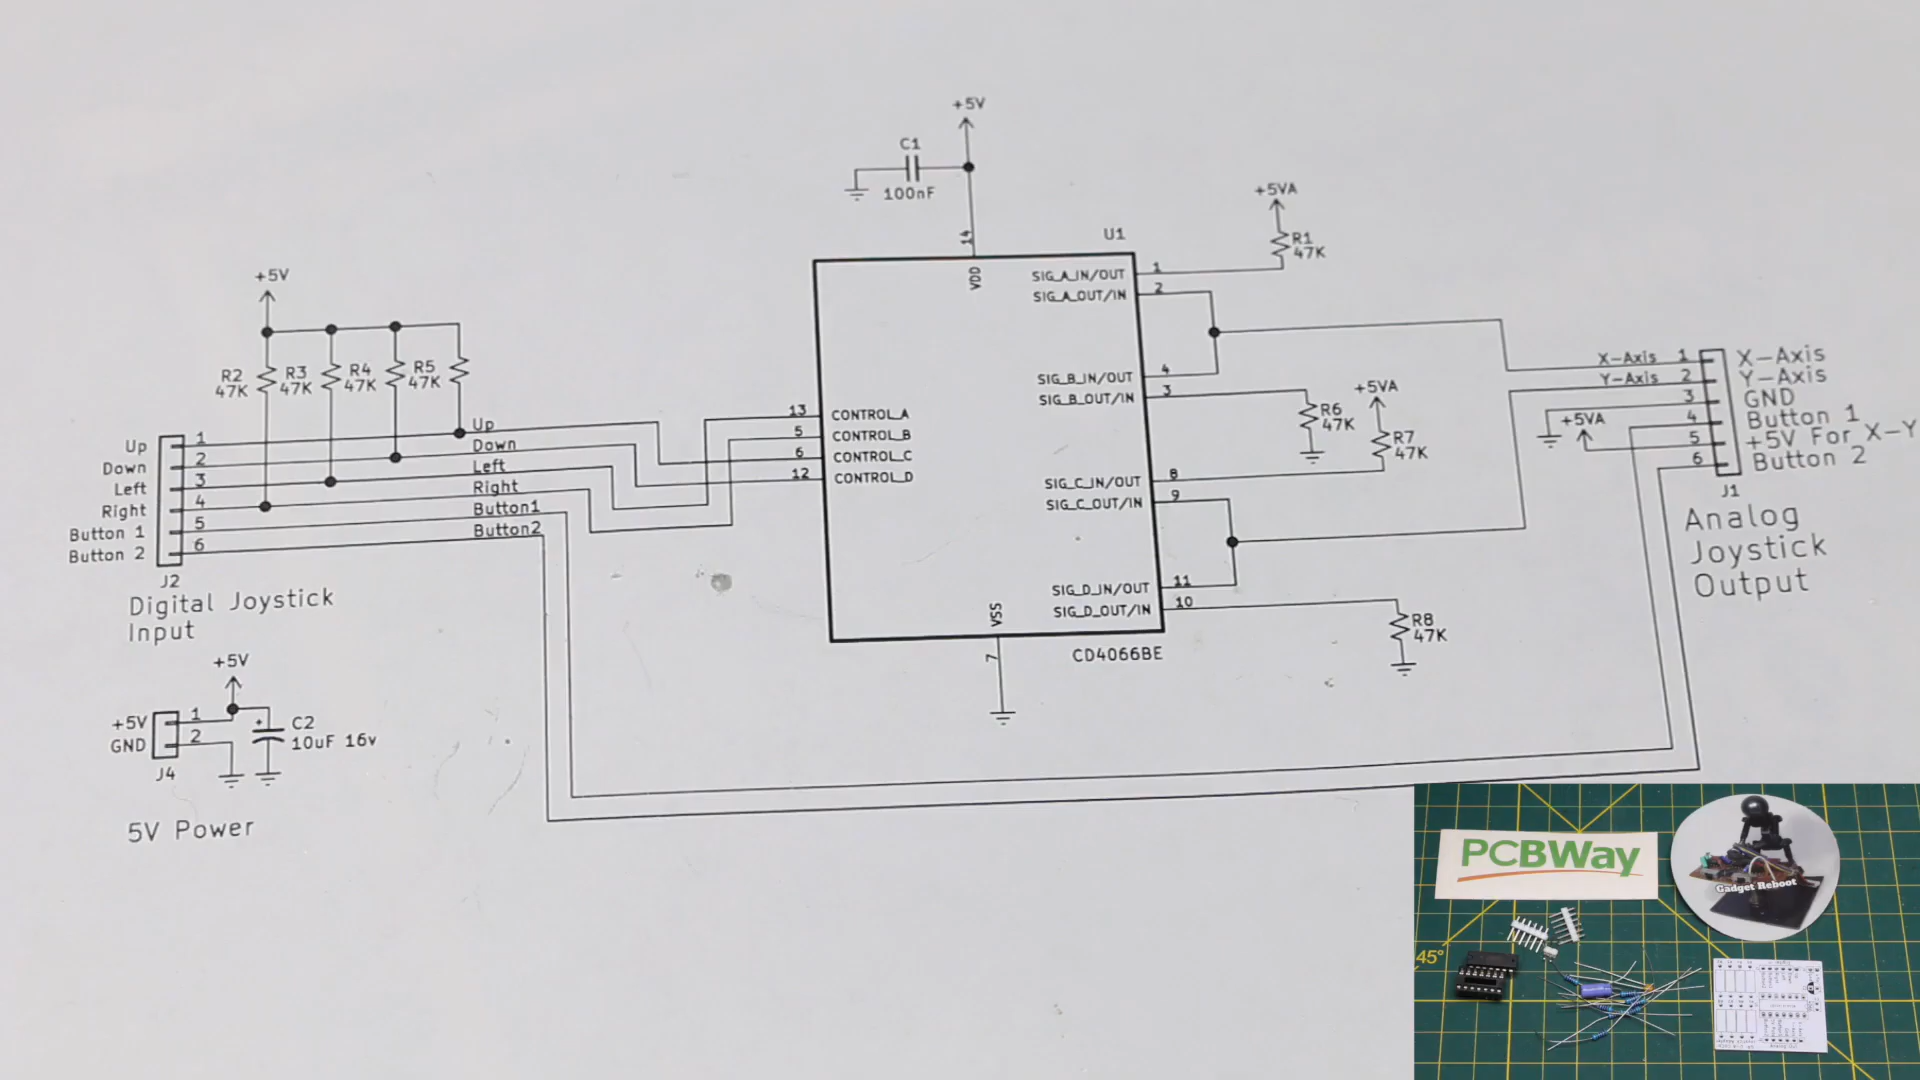 +5V
C1
100nF
+5VA
R1
47K
U1
14
VDD
SIG_A_IN/OUT
1
SIG_A_OUT/IN
2
+5V
R2
47K
R3
47K
R4
47K
R5
47K
SIG_B_IN/OUT
4
SIG_B_OUT/IN
3
+5VA
R6
47K
R7
47K
13
CONTROL_A
5
CONTROL_B
6
CONTROL_C
12
CONTROL_D
X-Axis 1 X-Axis
Y-Axis 2 Y-Axis
3 GND
4 Button 1
+5VA
5 +5V For X-Y
6 Button 2
J1
Analog
Joystick
Output
Up 1 Up
Down 2 Down
Left 3 Left
Right 4 Right
Button 1 5 Button1
Button 2 6 Button2
J2
Digital Joystick
Input
SIG_C_IN/OUT
8
SIG_C_OUT/IN
9
SIG_D_IN/OUT
11
SIG_D_OUT/IN
10
R8
47K
VSS
7
CD4066BE
+5V
+5V 1
GND 2
J4
+
C2
10uF 16v
5V Power
PCBWay
Gadget Reboot
45°